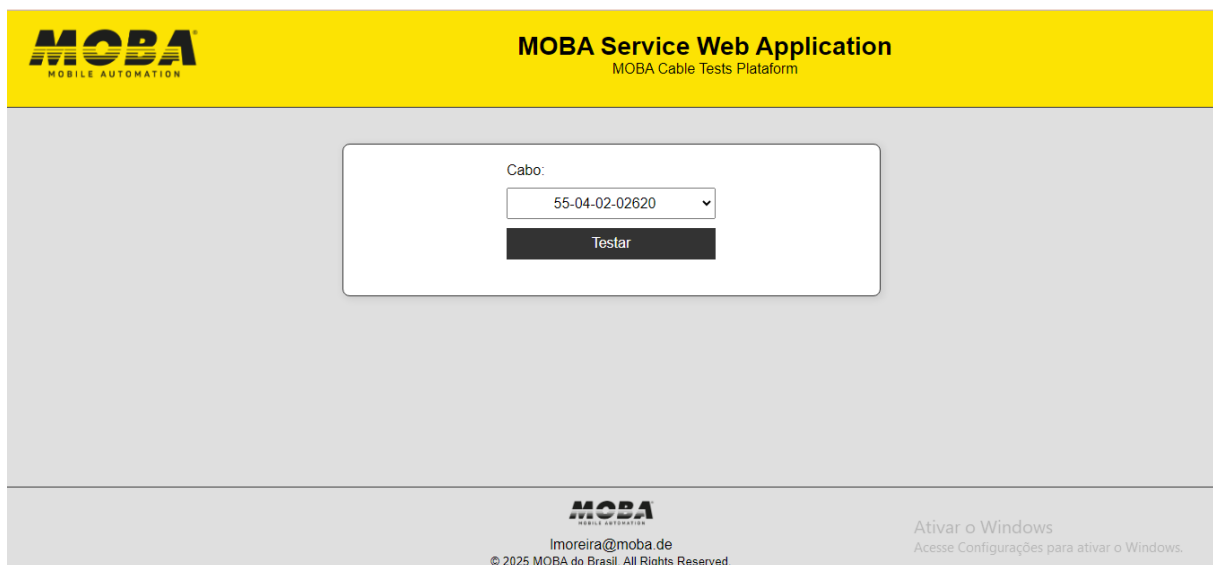 MOBA
MOBILE AUTOMATION
MOBA Service Web Application
MOBA Cable Tests Plataform
Cabo:
55-04-02-02620
Testar
MOBA
MOBILE AUTOMATION
lmoreira@moba.de
© 2025 MOBA do Brasil. All Rights Reserved
Ativar o Windows
Acesse Configurações para ativar o Windows.